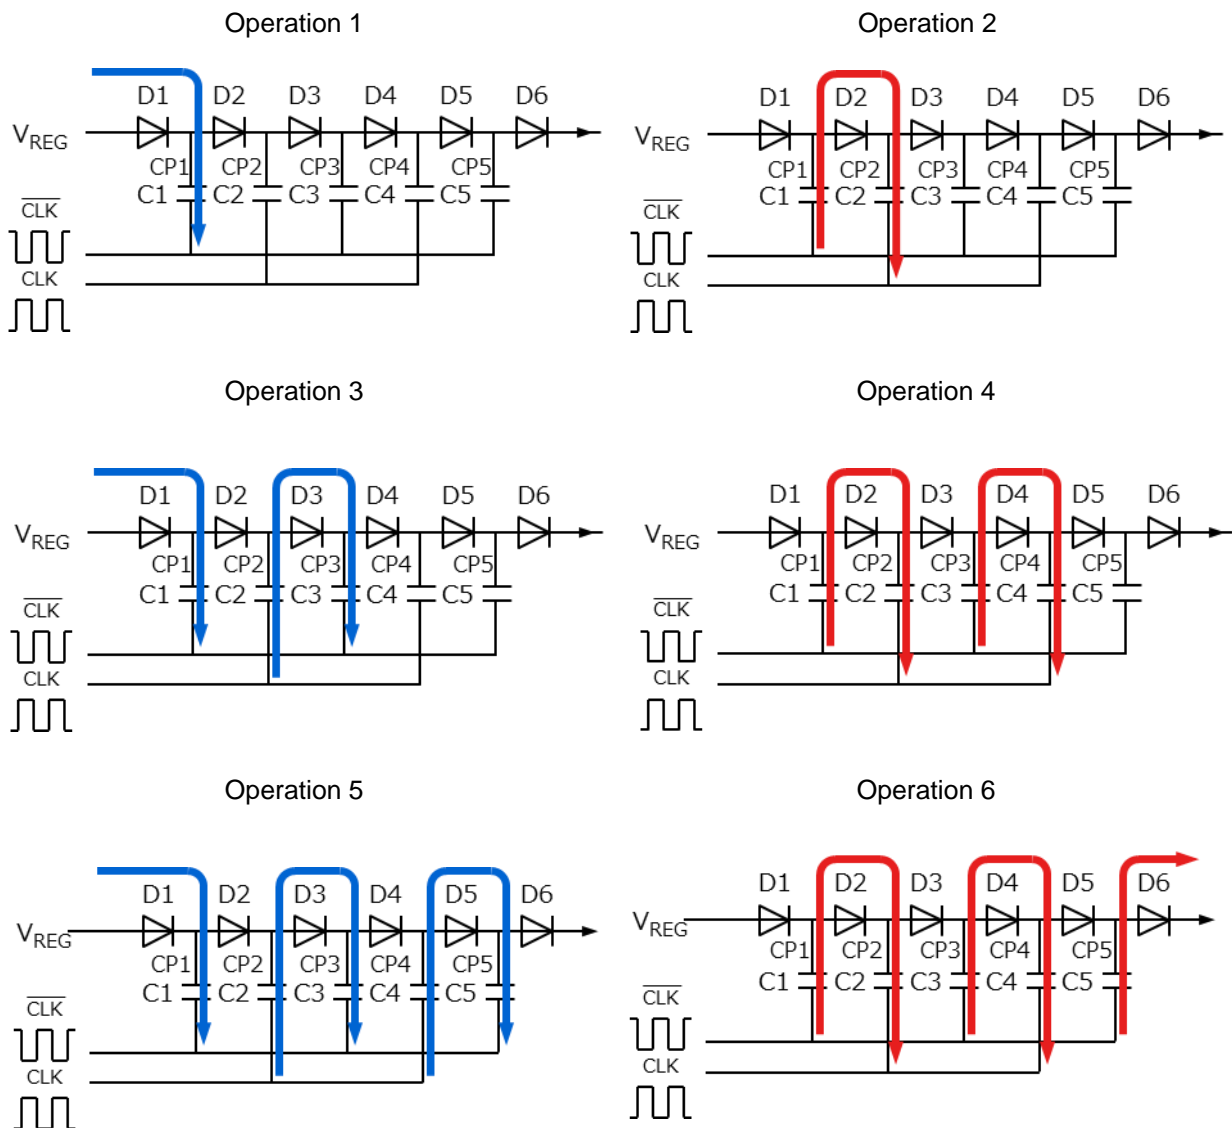 Operation 1
D1 D2 D3 D4 D5 D6
VREG
CP1 CP2 CP3 CP4 CP5
C1 C2 C3 C4 C5
CLK
CLK
Operation 2
D1 D2 D3 D4 D5 D6
VREG
CP1 CP2 CP3 CP4 CP5
C1 C2 C3 C4 C5
CLK
CLK
Operation 3
D1 D2 D3 D4 D5 D6
VREG
CP1 CP2 CP3 CP4 CP5
C1 C2 C3 C4 C5
CLK
CLK
Operation 4
D1 D2 D3 D4 D5 D6
VREG
CP1 CP2 CP3 CP4 CP5
C1 C2 C3 C4 C5
CLK
CLK
Operation 5
D1 D2 D3 D4 D5 D6
VREG
CP1 CP2 CP3 CP4 CP5
C1 C2 C3 C4 C5
CLK
CLK
Operation 6
D1 D2 D3 D4 D5 D6
VREG
CP1 CP2 CP3 CP4 CP5
C1 C2 C3 C4 C5
CLK
CLK